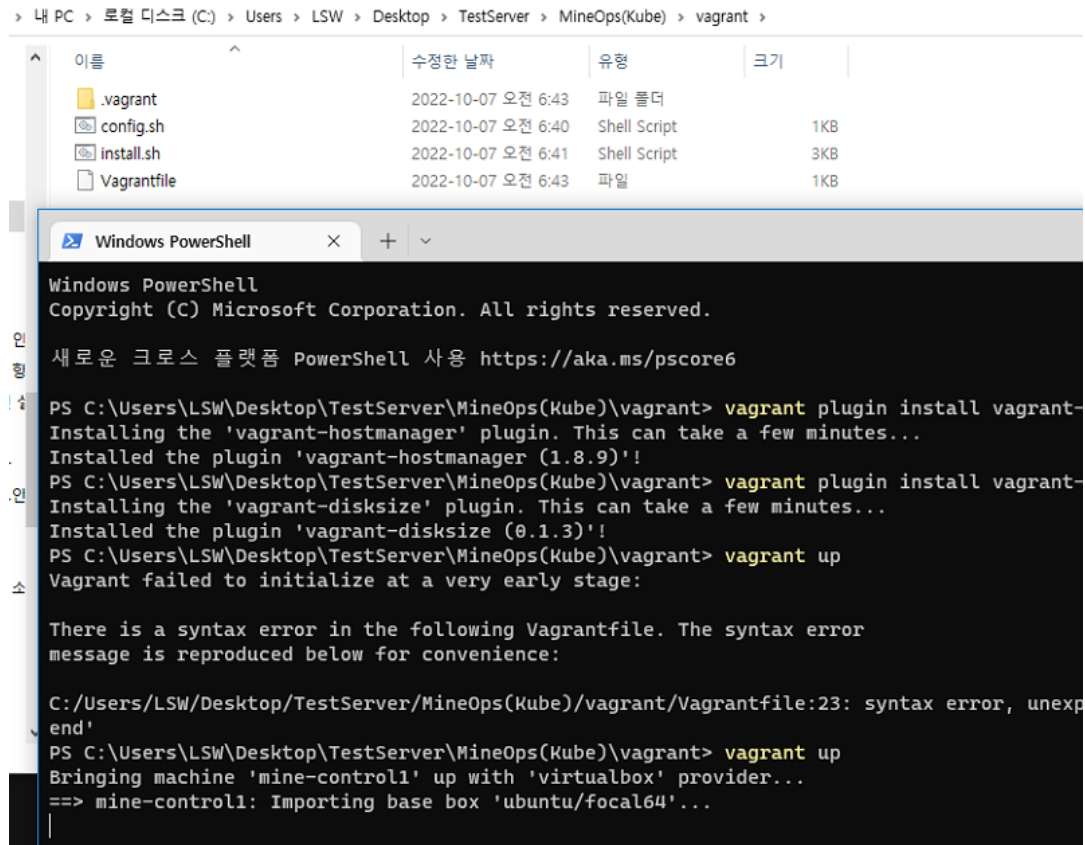 › 내 PC › 로컬 디스크 (C:) › Users › LSW › Desktop › TestServer › MineOps(Kube) › vagrant ›
이름 수정한 날짜 유형 크기
.vagrant 2022-10-07 오전 6:43 파일 폴더
config.sh 2022-10-07 오전 6:40 Shell Script 1KB
install.sh 2022-10-07 오전 6:41 Shell Script 3KB
Vagrantfile 2022-10-07 오전 6:43 파일 1KB
Windows PowerShell
Windows PowerShell
Copyright (C) Microsoft Corporation. All rights reserved.
새로운 크로스 플랫폼 PowerShell 사용 https://aka.ms/pscore6
PS C:\Users\LSW\Desktop\TestServer\MineOps(Kube)\vagrant> vagrant plugin install vagrant-
Installing the 'vagrant-hostmanager' plugin. This can take a few minutes...
Installed the plugin 'vagrant-hostmanager (1.8.9)'!
PS C:\Users\LSW\Desktop\TestServer\MineOps(Kube)\vagrant> vagrant plugin install vagrant-
Installing the 'vagrant-disksize' plugin. This can take a few minutes...
Installed the plugin 'vagrant-disksize (0.1.3)'!
PS C:\Users\LSW\Desktop\TestServer\MineOps(Kube)\vagrant> vagrant up
Vagrant failed to initialize at a very early stage:
There is a syntax error in the following Vagrantfile. The syntax error
message is reproduced below for convenience:
C:/Users/LSW/Desktop/TestServer/MineOps(Kube)/vagrant/Vagrantfile:23: syntax error, unexp
end'
PS C:\Users\LSW\Desktop\TestServer\MineOps(Kube)\vagrant> vagrant up
Bringing machine 'mine-control1' up with 'virtualbox' provider...
==> mine-control1: Importing base box 'ubuntu/focal64'...